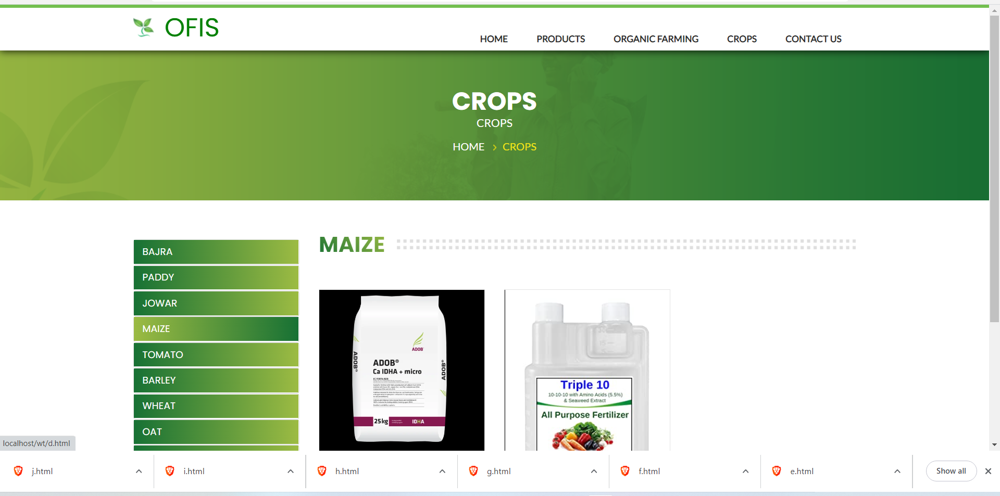 OFIS
HOME PRODUCTS ORGANIC FARMING CROPS CONTACT US
CROPS
CROPS
HOME > CROPS
BAJRA
PADDY
JOWAR
MAIZE
TOMATO
BARLEY
WHEAT
OAT
MAIZE
ADOB
ADOB®
ADOB®
ADOB®
Ca IDHA + micro
EC FERTILISER
25kg
IDHA
Triple 10
10-10-10 with Amino Acids (5.5%)
& Seaweed Extract
All Purpose Fertilizer
localhost/wt/d.html
j.html i.html h.html g.html f.html e.html Show all